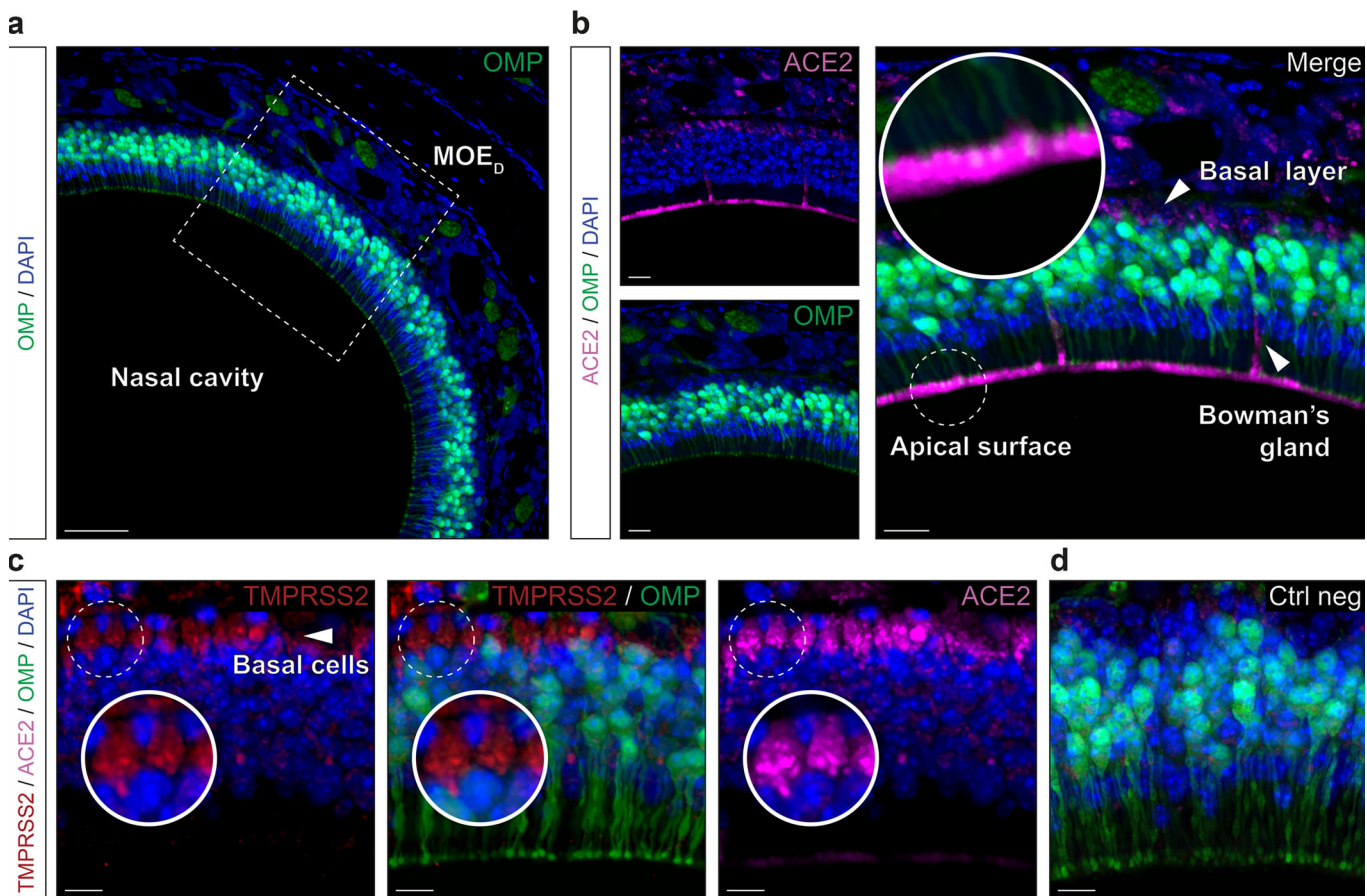 a
OMP / DAPI
OMP
MOED
Nasal cavity
b
ACE2 / OMP / DAPI
ACE2
OMP
Merge
Basal layer
Apical surface
Bowman's
gland
c
TMPRSS2 / ACE2 / OMP / DAPI
TMPRSS2
Basal cells
TMPRSS2 / OMP
ACE2
d
Ctrl neg